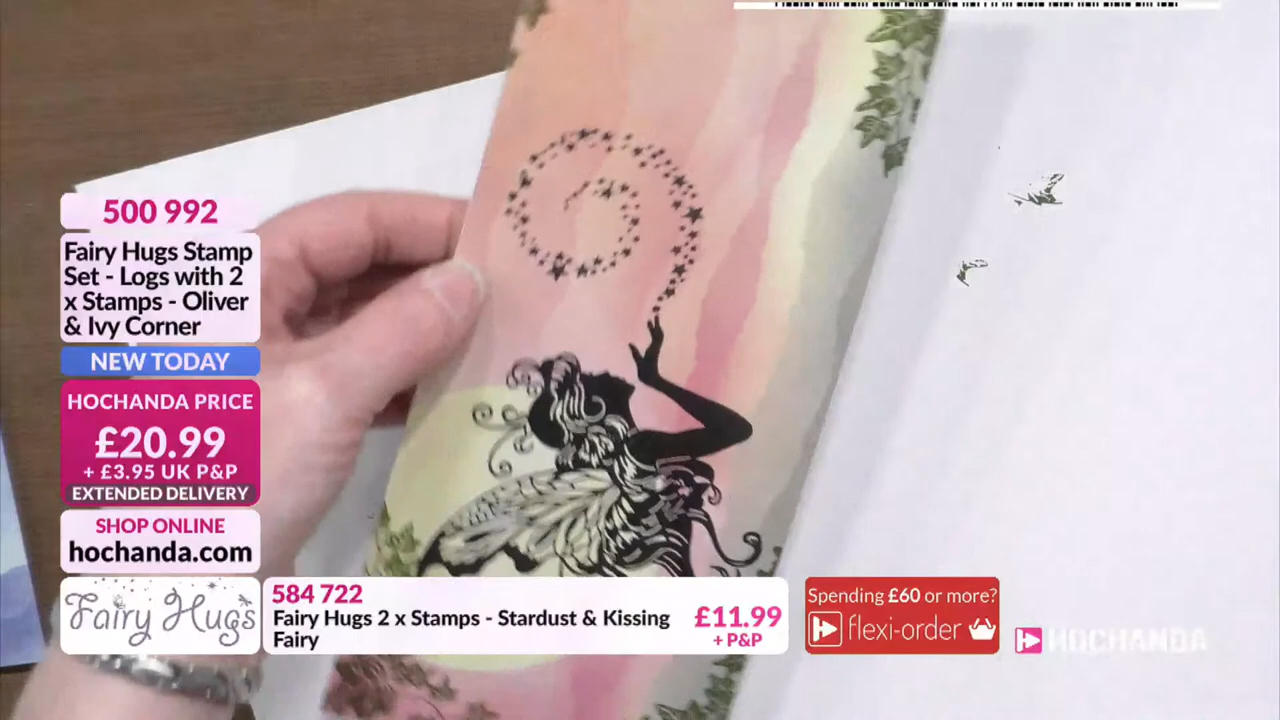 500 992
Fairy Hugs Stamp
Set - Logs with 2
x Stamps - Oliver
& Ivy Corner
NEW TODAY
HOCHANDA PRICE
£20.99
+ £3.95 UK P&P
EXTENDED DELIVERY
SHOP ONLINE
hochanda.com
Fairy Hugs
584 722
Fairy Hugs 2 x Stamps - Stardust & Kissing
Fairy
£11.99
+ P&P
Spending £60 or more?
flexi-order
HOCHANDA